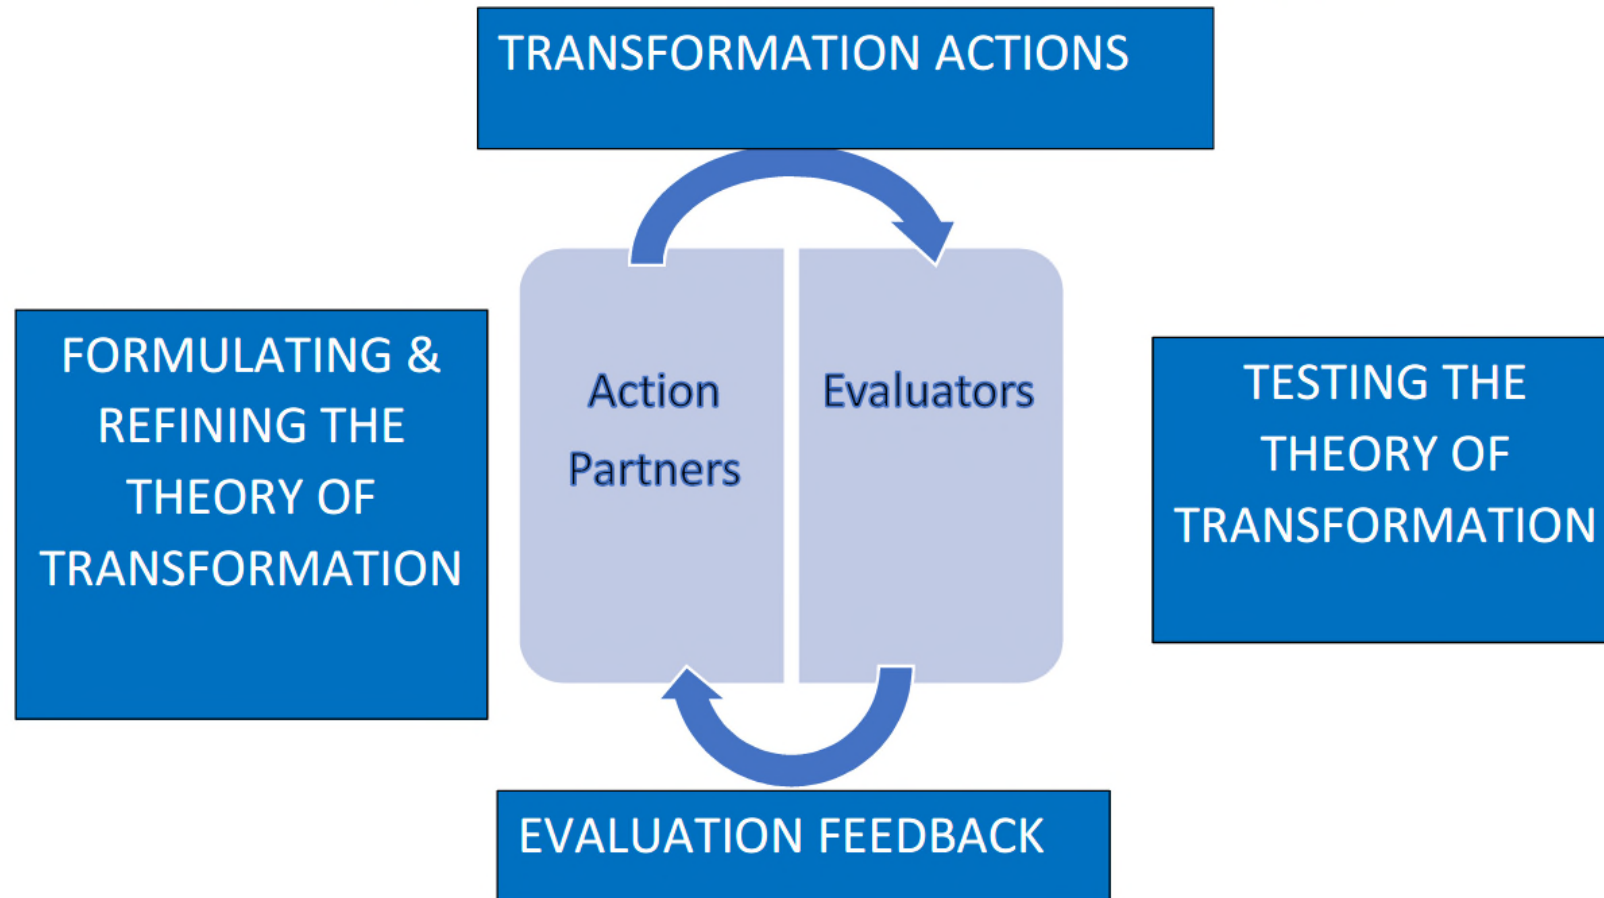 TRANSFORMATION ACTIONS
FORMULATING &
REFINING THE
THEORY OF
TRANSFORMATION
Action
Partners
Evaluators
TESTING THE
THEORY OF
TRANSFORMATION
EVALUATION FEEDBACK